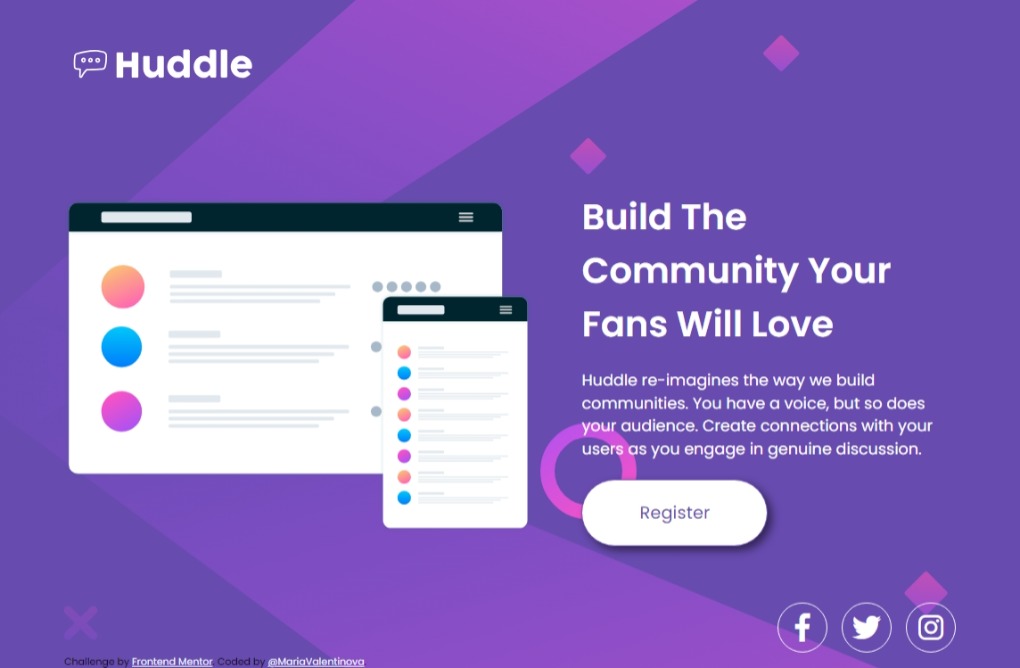 Huddle
Build The
Community Your
Fans Will Love
Huddle re-imagines the way we build
communities. You have a voice, but so does
your audience. Create connections with your
users as you engage in genuine discussion.
Register
Challenge by Frontend Mentor. Coded by @MariaValentinova.